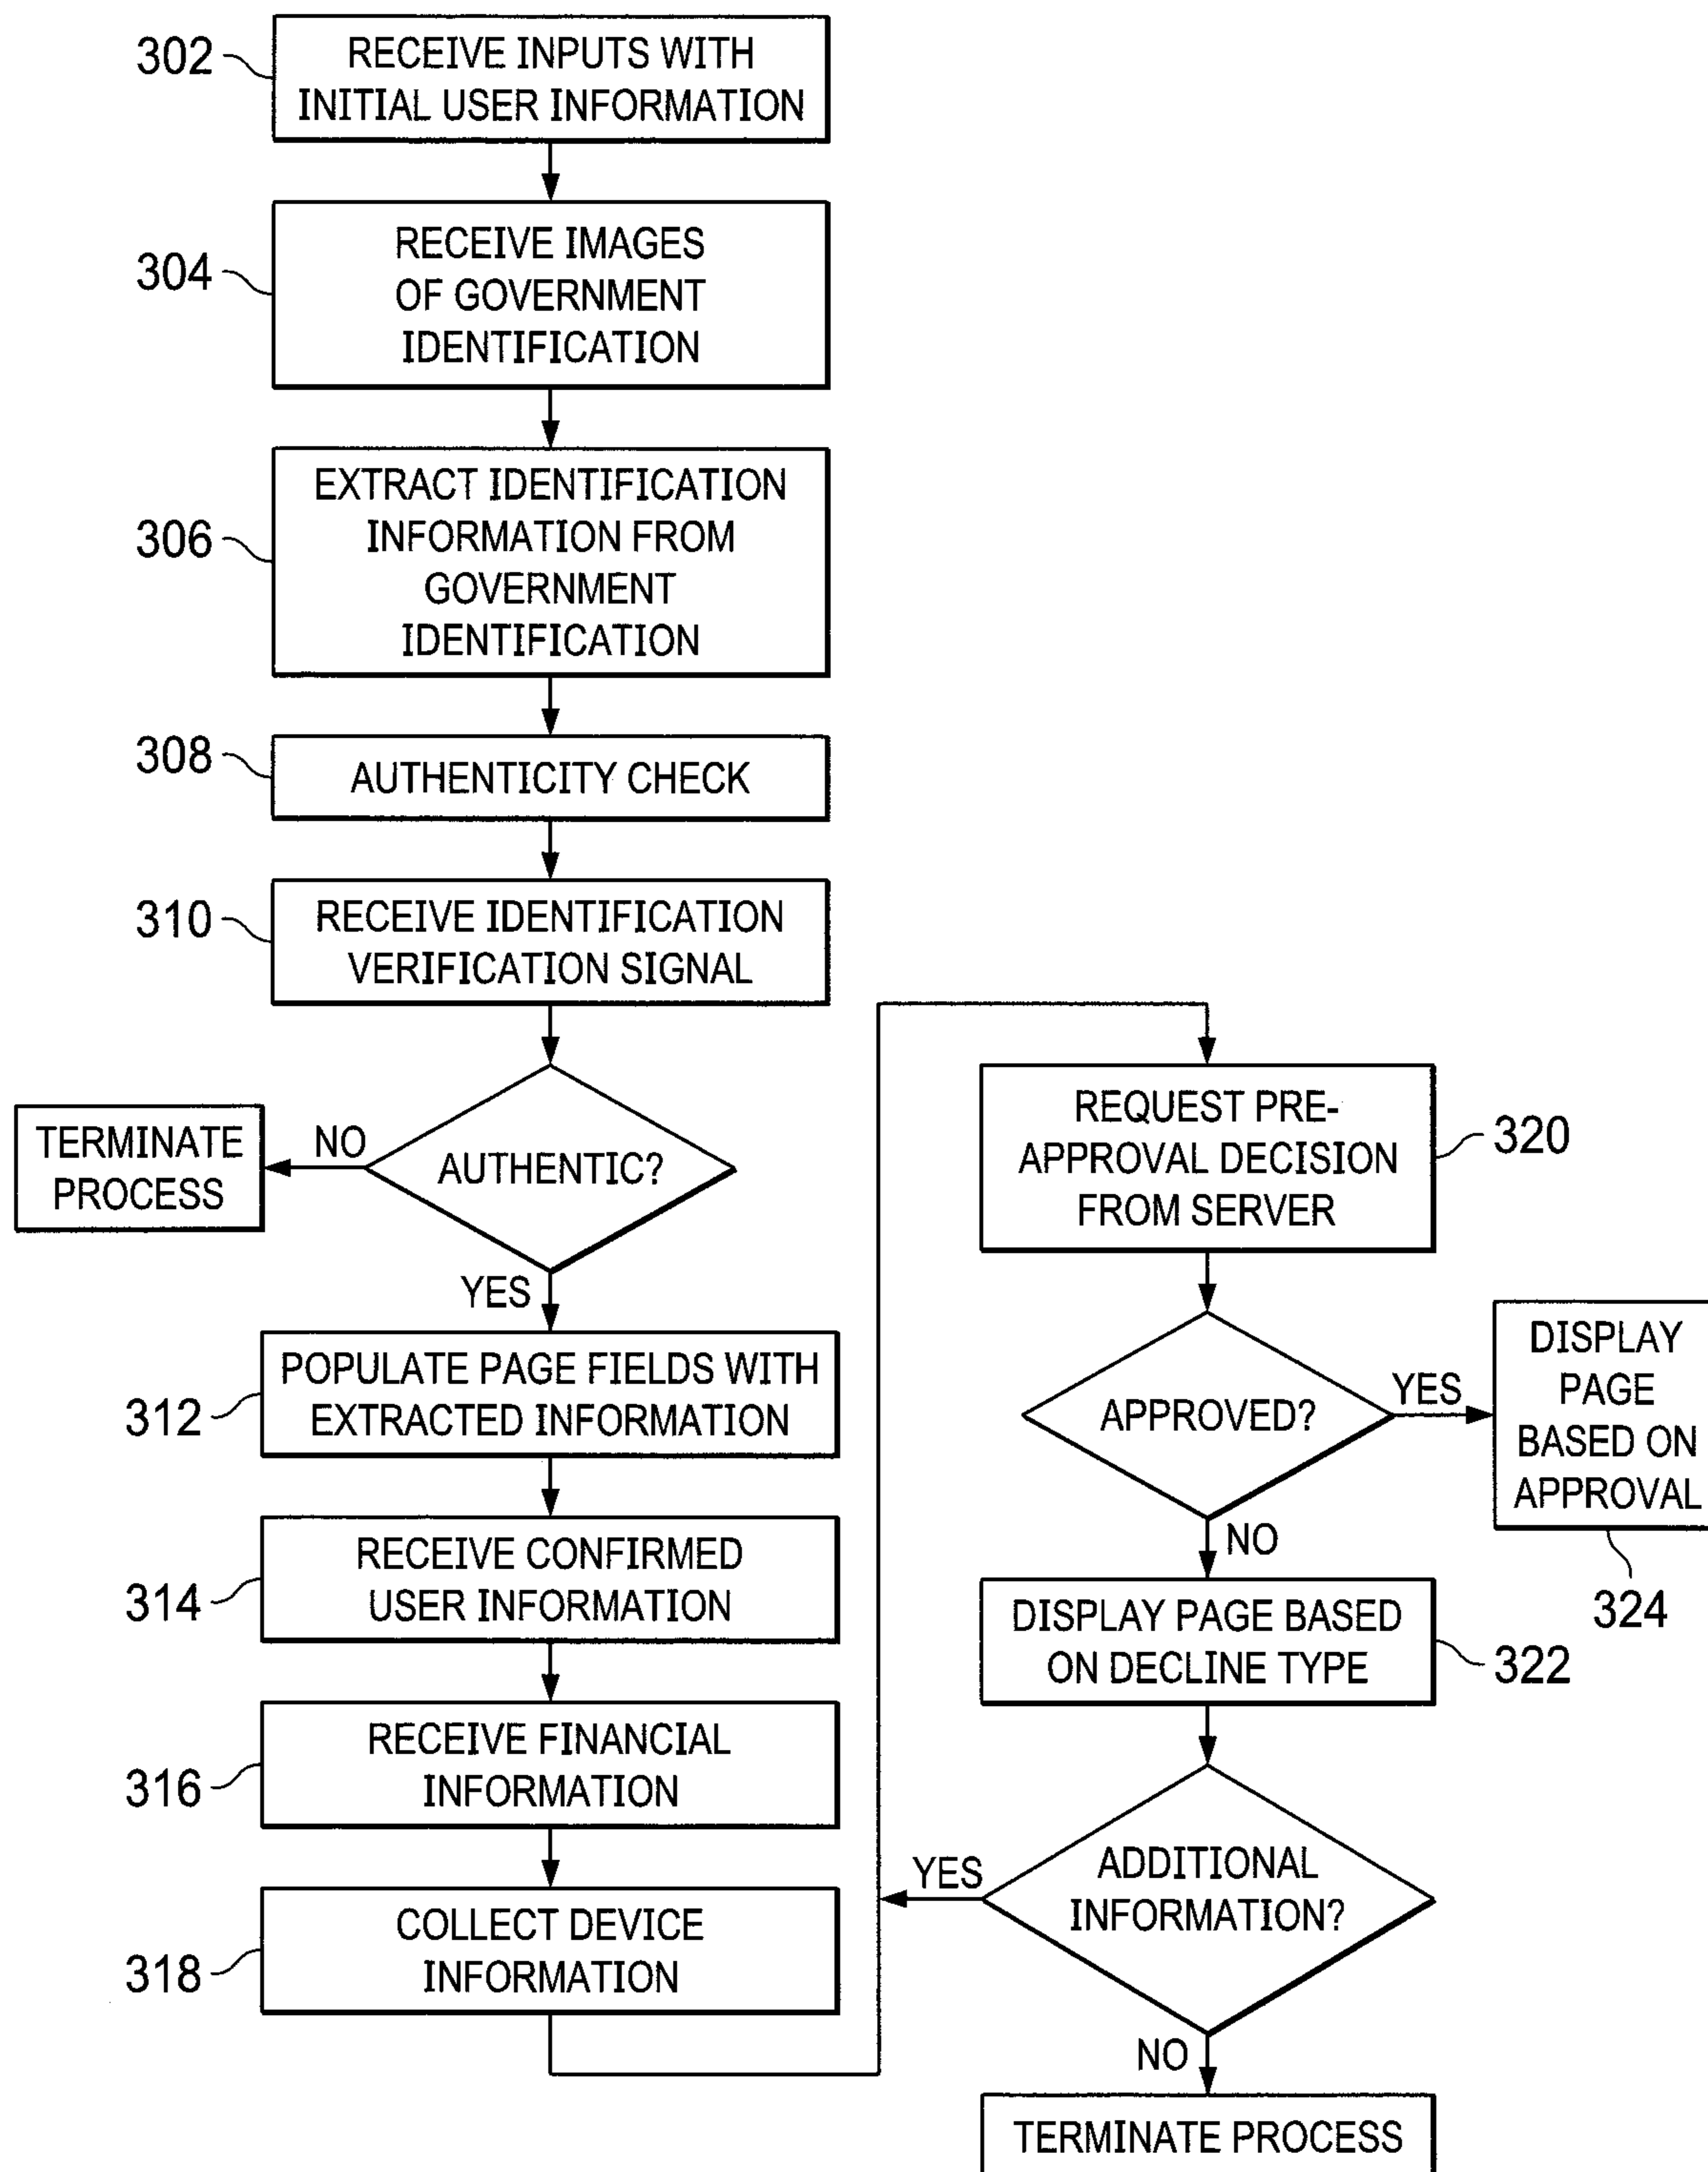 302
RECEIVE INPUTS WITH
INITIAL USER INFORMATION
304
RECEIVE IMAGES
OF GOVERNMENT
IDENTIFICATION
306
EXTRACT IDENTIFICATION
INFORMATION FROM
GOVERNMENT
IDENTIFICATION
308
AUTHENTICITY CHECK
310
RECEIVE IDENTIFICATION
VERIFICATION SIGNAL
AUTHENTIC?
NO
TERMINATE
PROCESS
YES
312
POPULATE PAGE FIELDS WITH
EXTRACTED INFORMATION
314
RECEIVE CONFIRMED
USER INFORMATION
316
RECEIVE FINANCIAL
INFORMATION
318
COLLECT DEVICE
INFORMATION
REQUEST PRE-
APPROVAL DECISION
FROM SERVER
320
APPROVED?
YES
DISPLAY
PAGE
BASED ON
APPROVAL
324
NO
DISPLAY PAGE BASED
ON DECLINE TYPE
322
ADDITIONAL
INFORMATION?
YES
NO
TERMINATE PROCESS